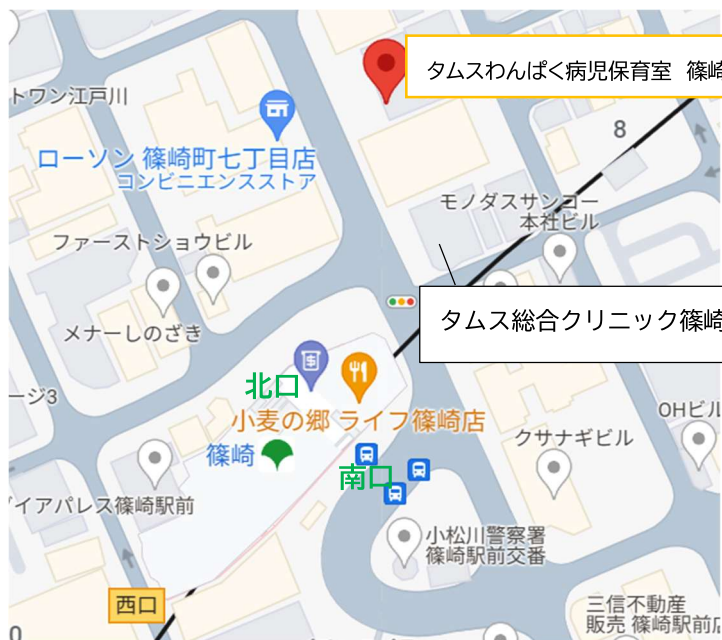 タムスわんぱく病児保育室 篠崎
トワン江戸川
8
ローソン 篠崎町七丁目店
コンビニエンスストア
モノダスサンコー
本社ビル
ファーストショウビル
タムス総合クリニック篠崎
メナーしのざき
北口
ージ3
小麦の郷 ライフ篠崎店
OHビル
クサナギビル
篠崎
南口
イアパレス篠崎駅前
小松川警察署
篠崎駅前交番
西口
三信不動産
販売 篠崎駅前
0